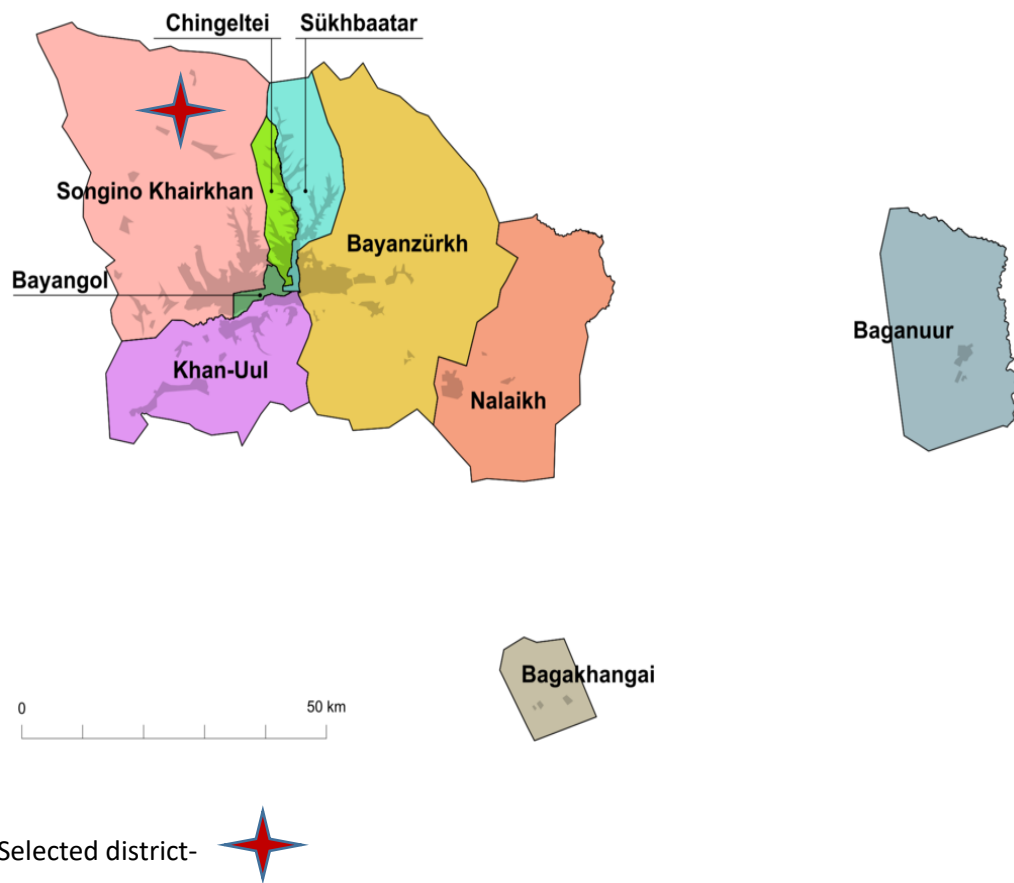 Chingeltei
Sükhbaatar
Songino Khairkhan
Bayanzürkh
Bayangol
Baganuur
Khan-Uul
Nalaikh
Bagakhangai
0
50 km
Selected district-